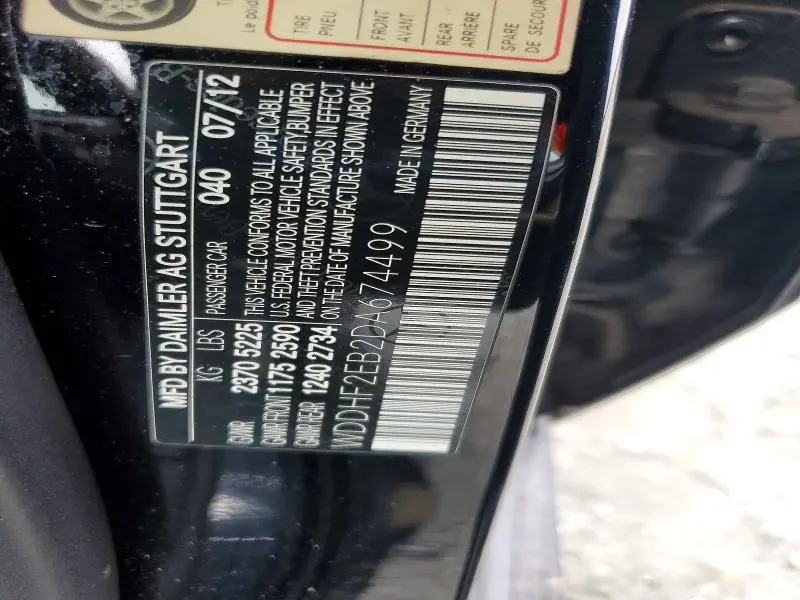 MFD BY DAIMLER AG STUTTGART
KG LBS PASSENGER CAR 040 07/12
GVWR 2370 5225 THIS VEHICLE CONFORMS TO ALL APPLICABLE
GAWR FRONT 1175 2590 U.S. FEDERAL MOTOR VEHICLE SAFETY/BUMPER
GAWR REAR 1240 2734 AND THEFT PREVENTION STANDARDS IN EFFECT
ON THE DATE OF MANUFACTURE SHOWN ABOVE
WDDHF2EB2DA674499 MADE IN GERMANY
Le poids
TIRE
PNEU
FRONT
AVANT
REAR
ARRIÈRE
SPARE
DE SECOURS